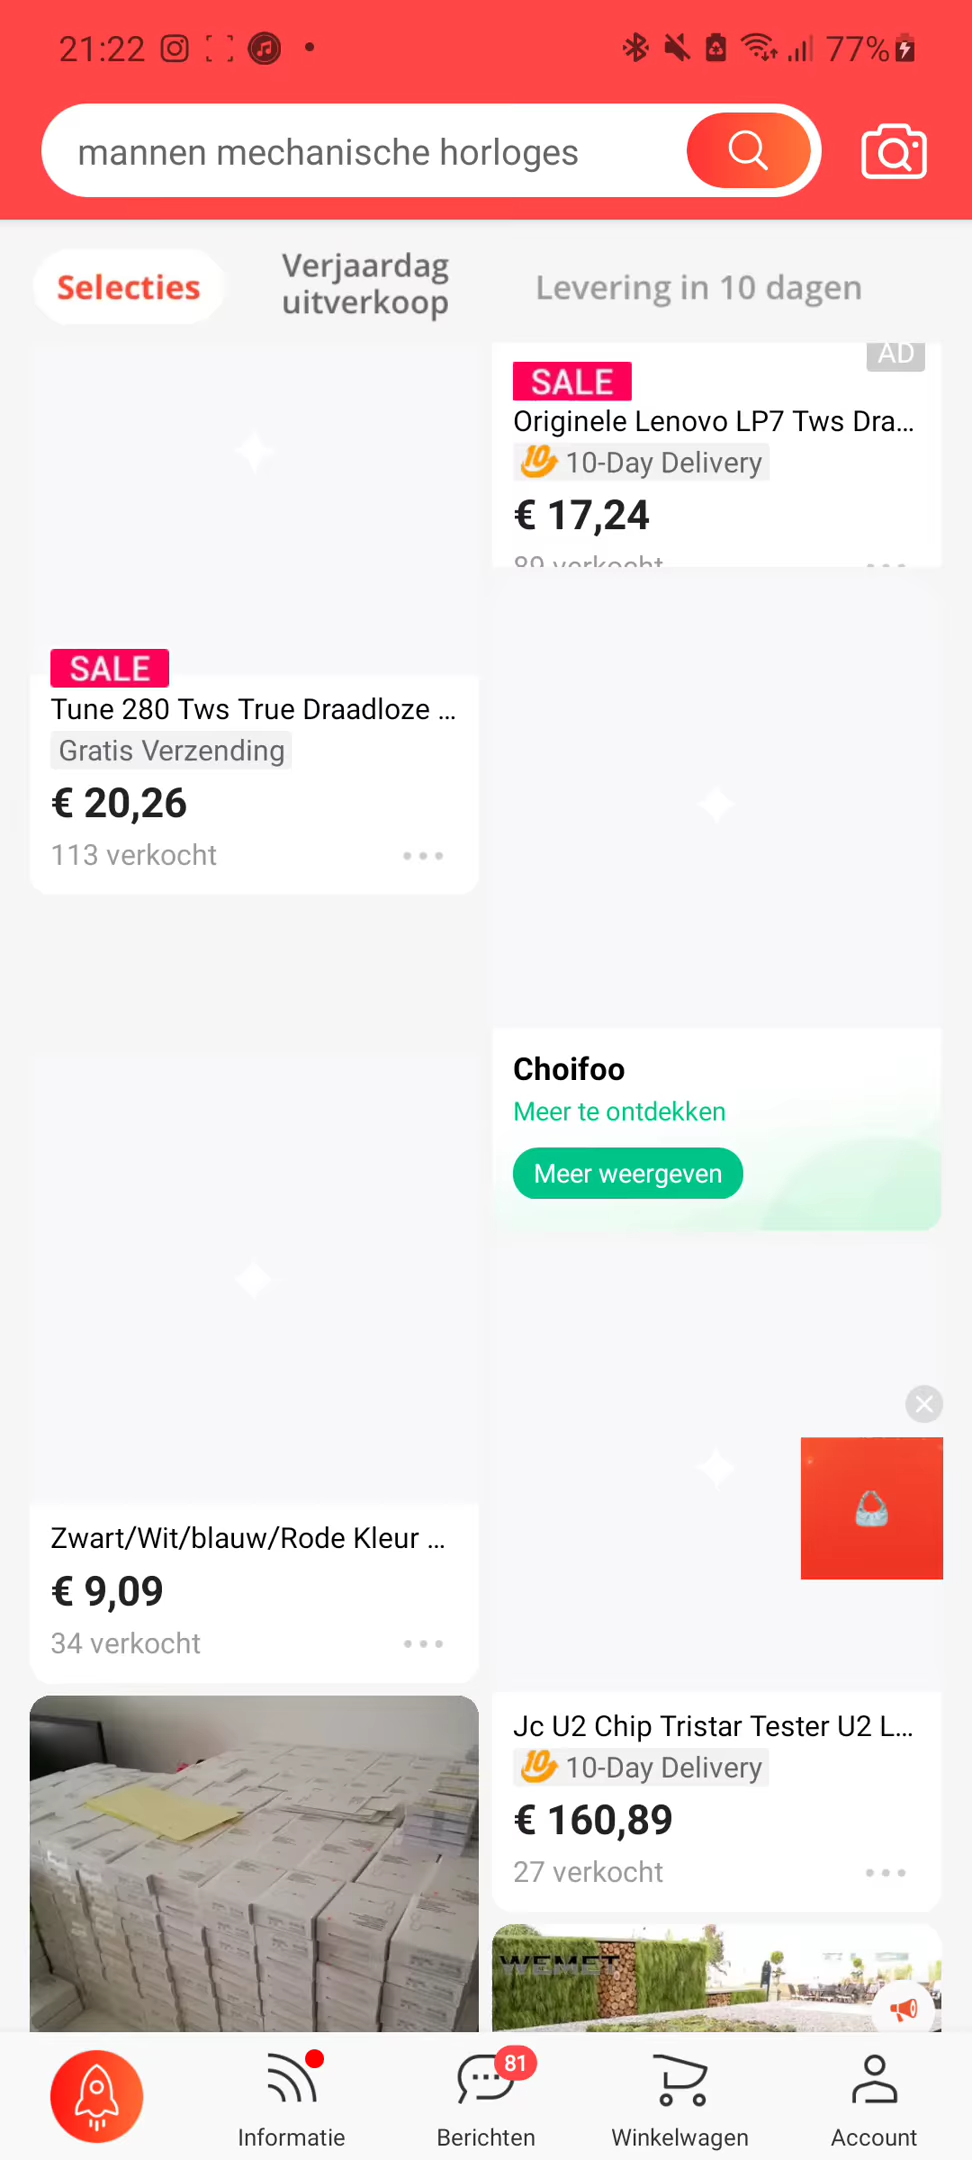 21:22
77%
mannen mechanische horloges
Selecties
Verjaardag
uitverkoop
Levering in 10 dagen
AD
SALE
Originele Lenovo LP7 Tws Dra...
10-Day Delivery
€ 17,24
89 verkocht
SALE
Tune 280 Tws True Draadloze ...
Gratis Verzending
€ 20,26
113 verkocht
Choifoo
Meer te ontdekken
Meer weergeven
Zwart/Wit/blauw/Rode Kleur ...
€ 9,09
34 verkocht
Jc U2 Chip Tristar Tester U2 L...
10-Day Delivery
€ 160,89
27 verkocht
WEMET
81
Informatie
Berichten
Winkelwagen
Account